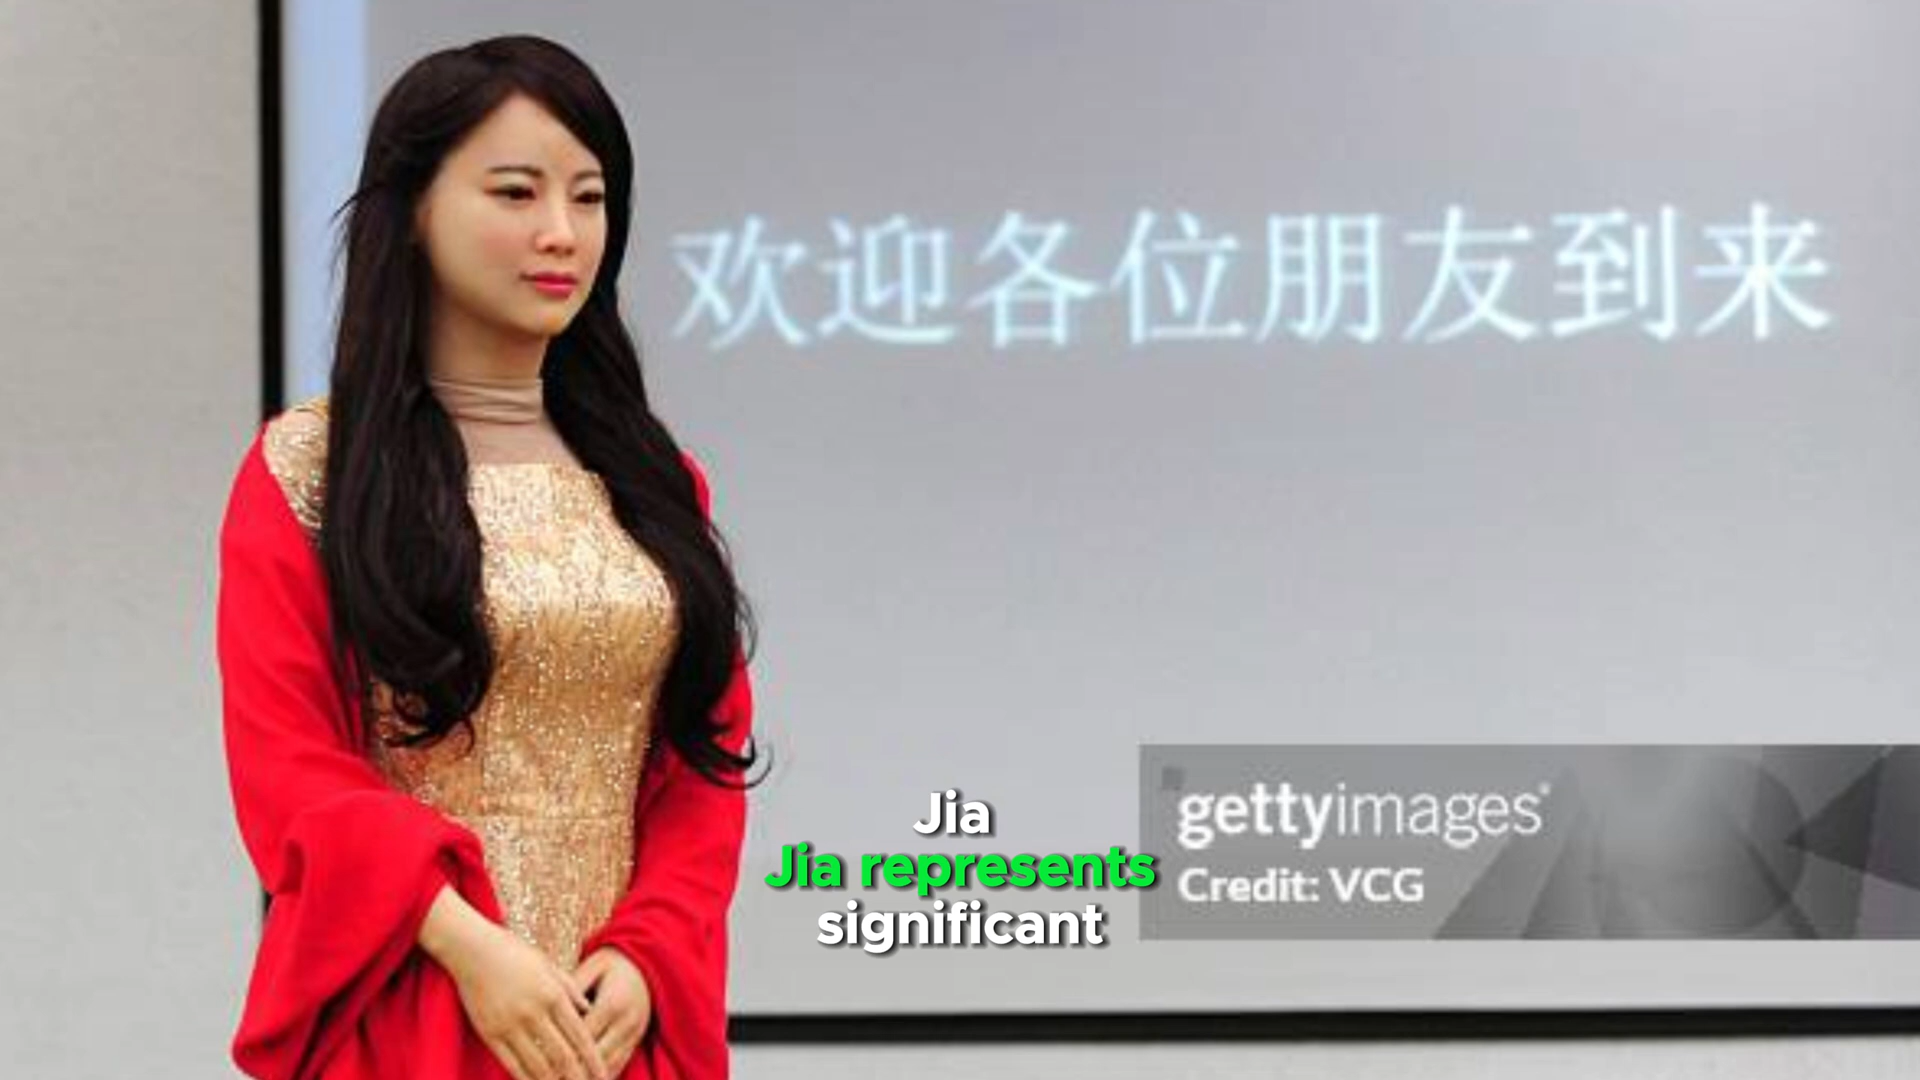 欢迎各位朋友到来
gettyimages®
Credit: VCG
Jia
Jia represents
significant